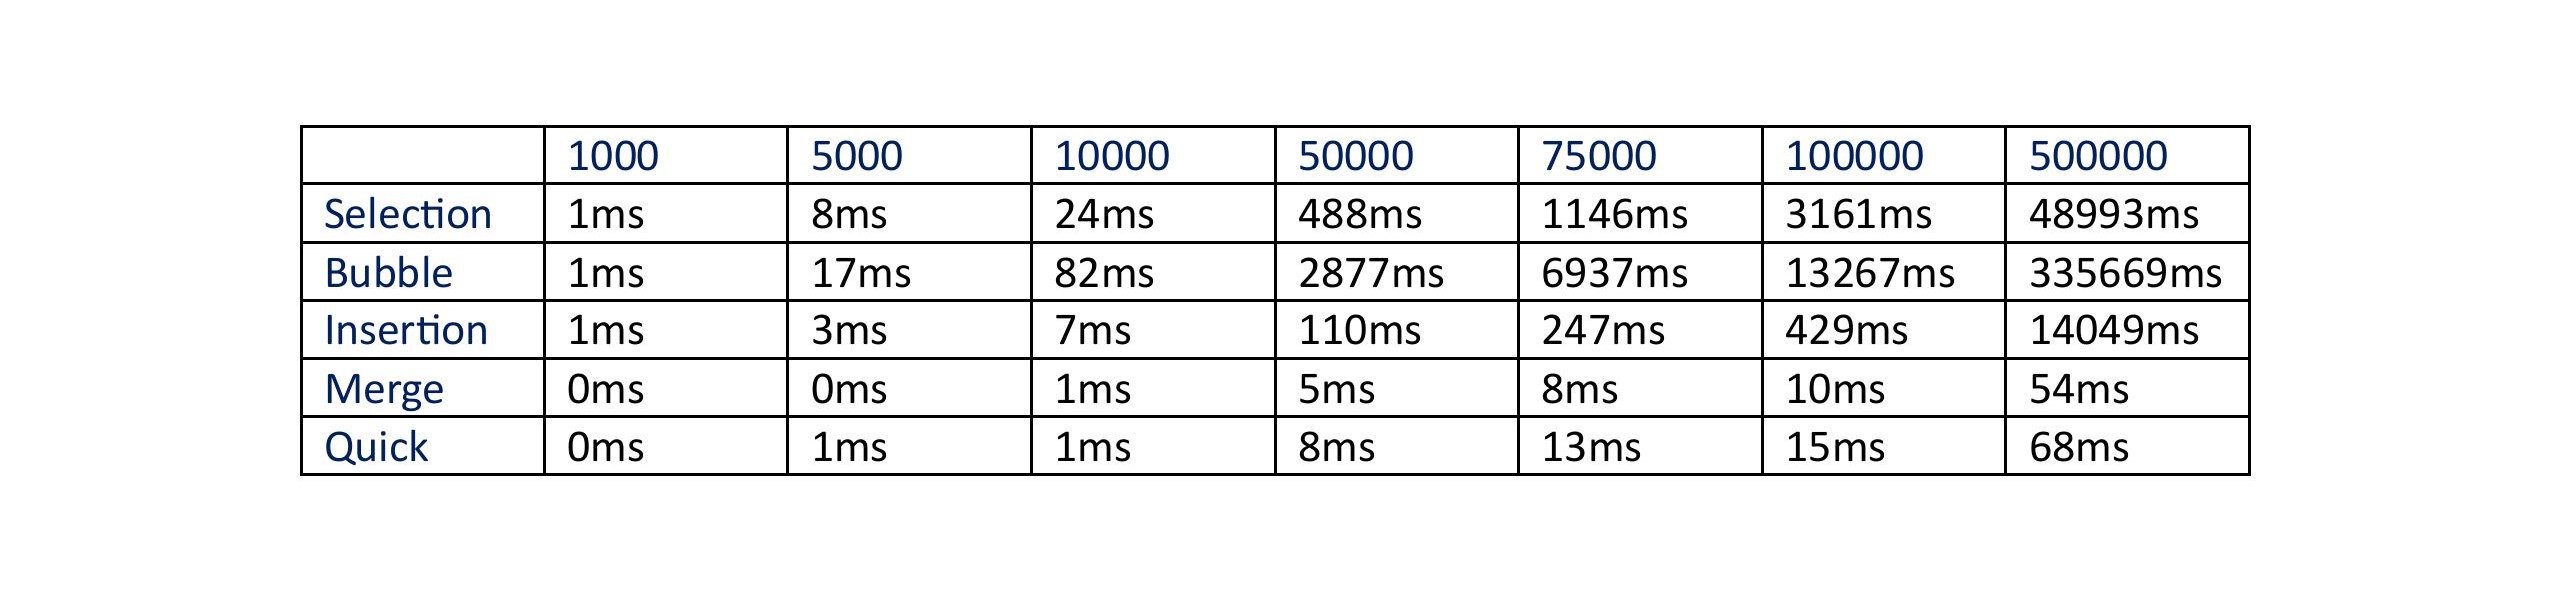 1000 5000 10000 50000 75000 100000 500000
Selection 1ms 8ms 24ms 488ms 1146ms 3161ms 48993ms
Bubble 1ms 17ms 82ms 2877ms 6937ms 13267ms 335669ms
Insertion 1ms 3ms 7ms 110ms 247ms 429ms 14049ms
Merge 0ms 0ms 1ms 5ms 8ms 10ms 54ms
Quick 0ms 1ms 1ms 8ms 13ms 15ms 68ms